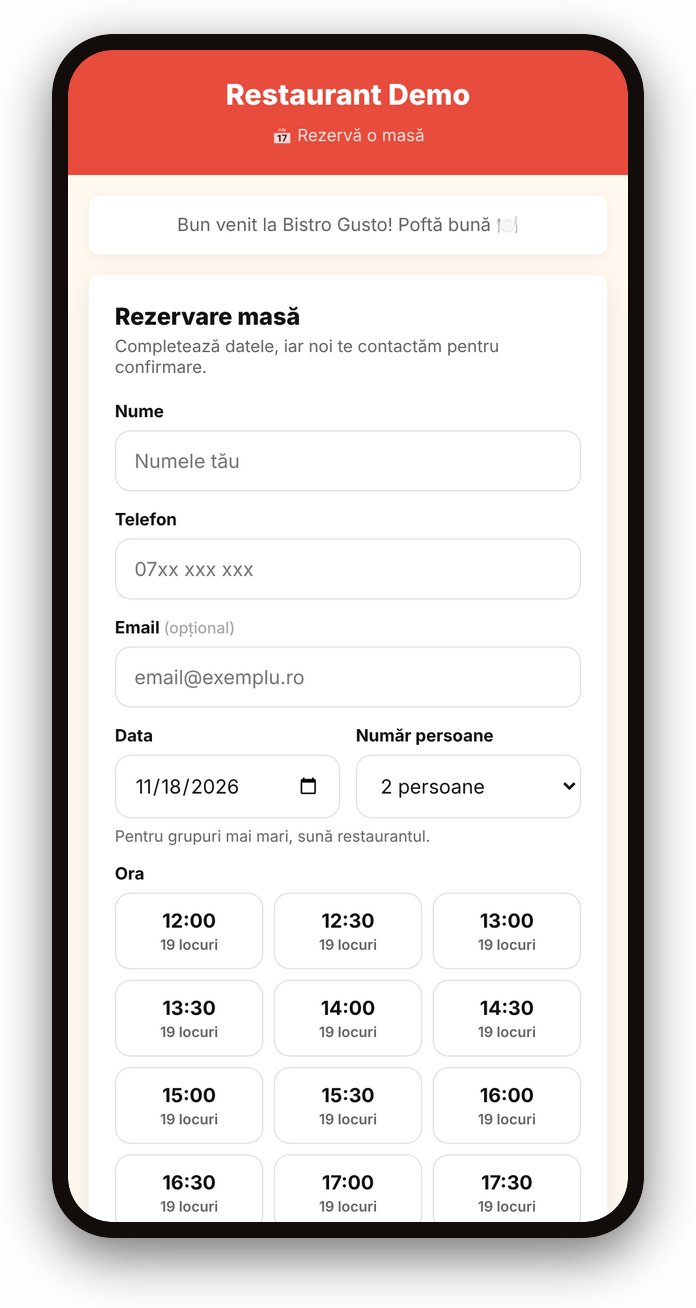 Restaurant Demo
📅 Rezervă o masă
Bun venit la Bistro Gusto! Poftă bună 🍽️
Rezervare masă
Completează datele, iar noi te contactăm pentru
confirmare.
Nume
Numele tău
Telefon
07xx xxx xxx
Email (opțional)
email@exemplu.ro
Data Număr persoane
11/18/2026 2 persoane
Pentru grupuri mai mari, sună restaurantul.
Ora
12:00 12:30 13:00
19 locuri 19 locuri 19 locuri
13:30 14:00 14:30
19 locuri 19 locuri 19 locuri
15:00 15:30 16:00
19 locuri 19 locuri 19 locuri
16:30 17:00 17:30
19 locuri 19 locuri 19 locuri